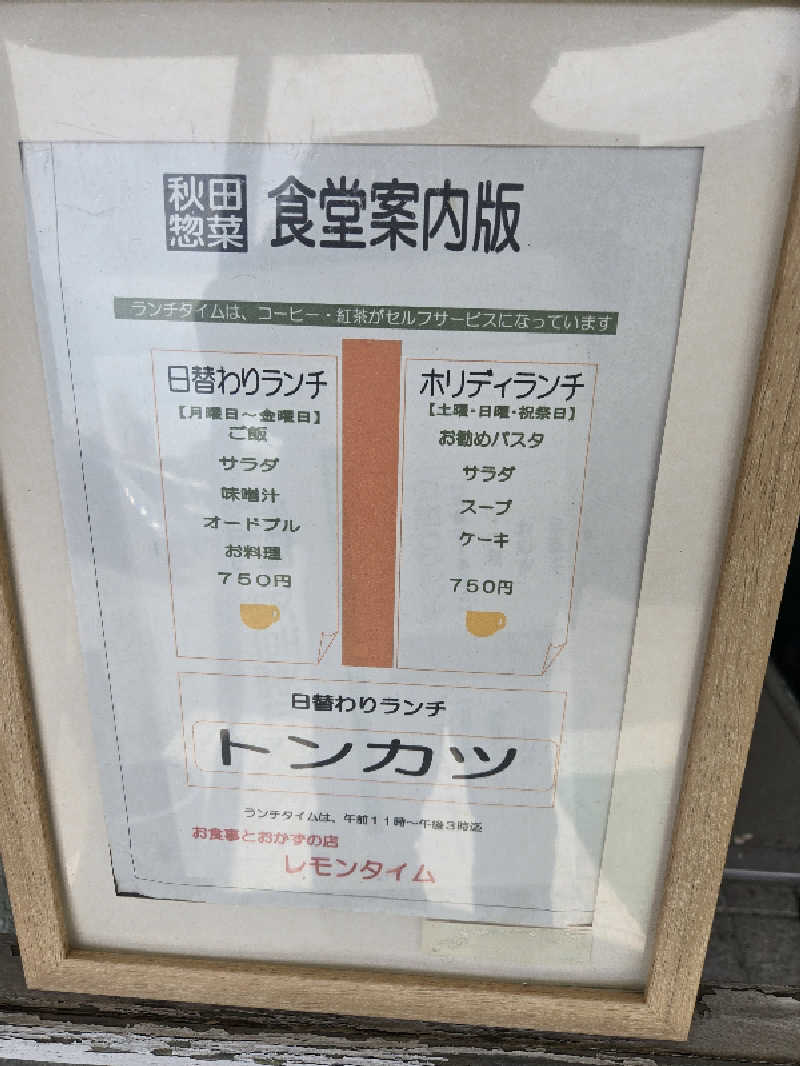 秋田
惣菜
食堂案内版
ランチタイムは、コーヒー・紅茶がセルフサービスになっています
日替わりランチ
【月曜日～金曜日】
ご飯
サラダ
味噌汁
オードブル
お料理
７５０円
ホリディランチ
【土曜・日曜・祝祭日】
お勧めパスタ
サラダ
スープ
ケーキ
７５０円
日替わりランチ
トンカツ
ランチタイムは、午前１１時～午後３時迄
お食事とおかずの店
レモンタイム